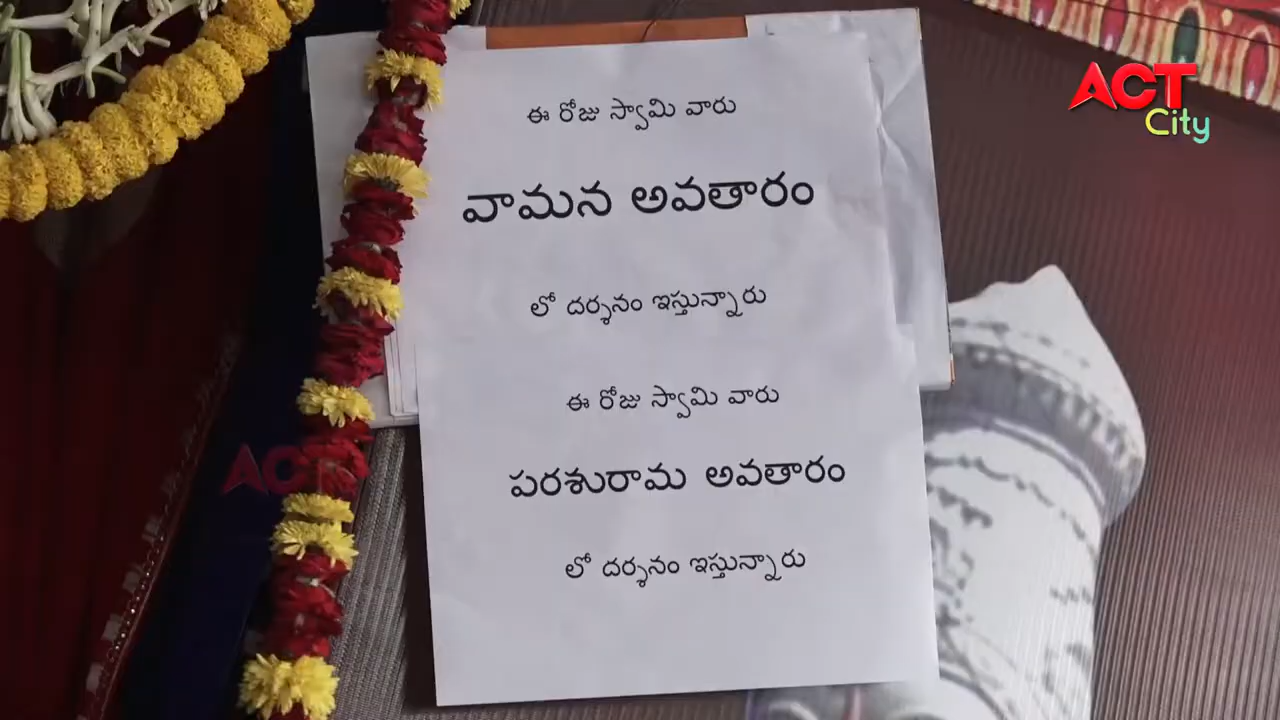 ACT
City
ఈ రోజు స్వామి వారు
వామన అవతారం
లో దర్శనం ఇస్తున్నారు
ఈ రోజు స్వామి వారు
పరశురామ అవతారం
లో దర్శనం ఇస్తున్నారు